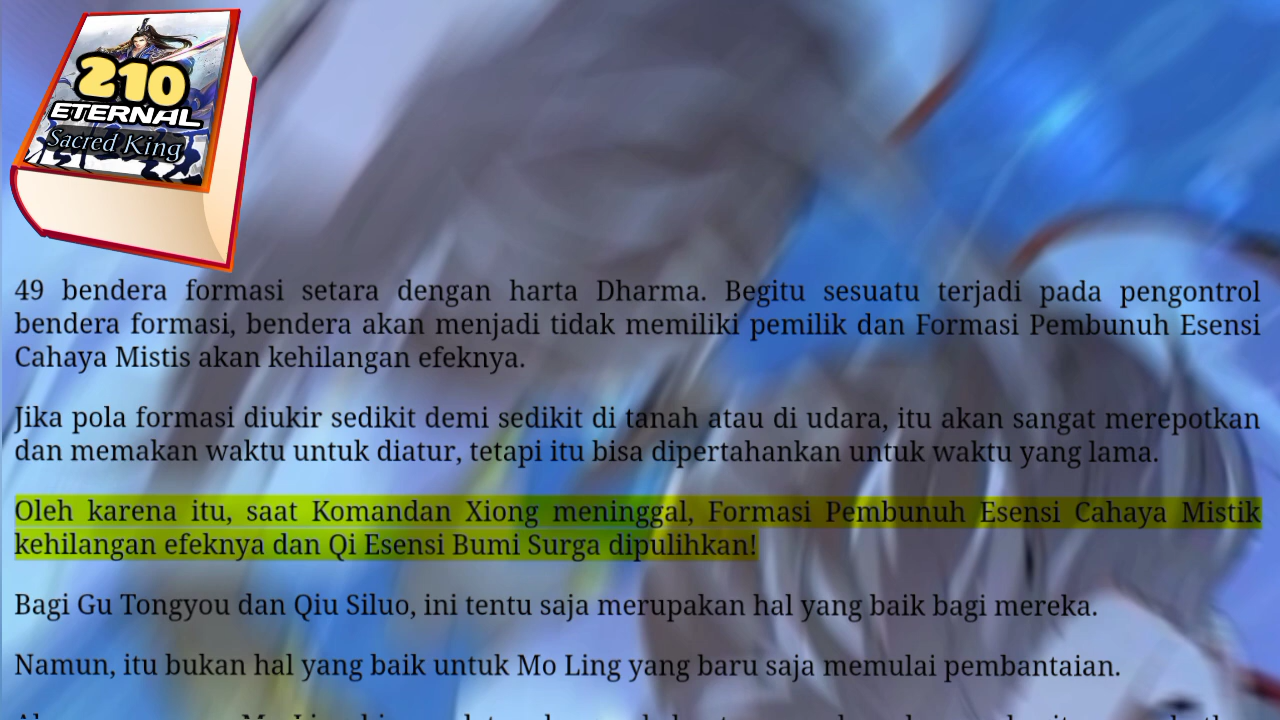 210
ETERNAL
Sacred King
49 bendera formasi setara dengan harta Dharma. Begitu sesuatu terjadi pada pengontrol
bendera formasi, bendera akan menjadi tidak memiliki pemilik dan Formasi Pembunuh Esensi
Cahaya Mistis akan kehilangan efeknya.
Jika pola formasi diukir sedikit demi sedikit di tanah atau di udara, itu akan sangat merepotkan
dan memakan waktu untuk diatur, tetapi itu bisa dipertahankan untuk waktu yang lama.
Oleh karena itu, saat Komandan Xiong meninggal, Formasi Pembunuh Esensi Cahaya Mistik
kehilangan efeknya dan Qi Esensi Bumi Surga dipulihkan!
Bagi Gu Tongyou dan Qiu Siluo, ini tentu saja merupakan hal yang baik bagi mereka.
Namun, itu bukan hal yang baik untuk Mo Ling yang baru saja memulai pembantaian.